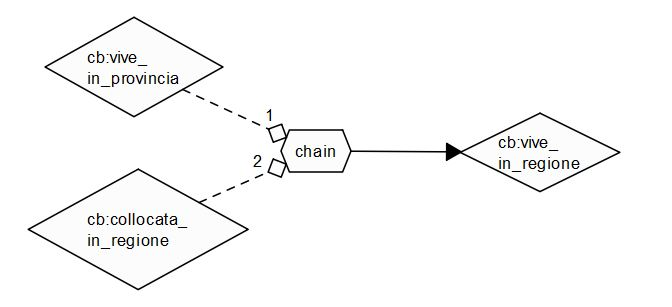 cb:vive_
in_provincia
1
chain
2
cb:vive_
in_regione
cb:collocata_
in_regione